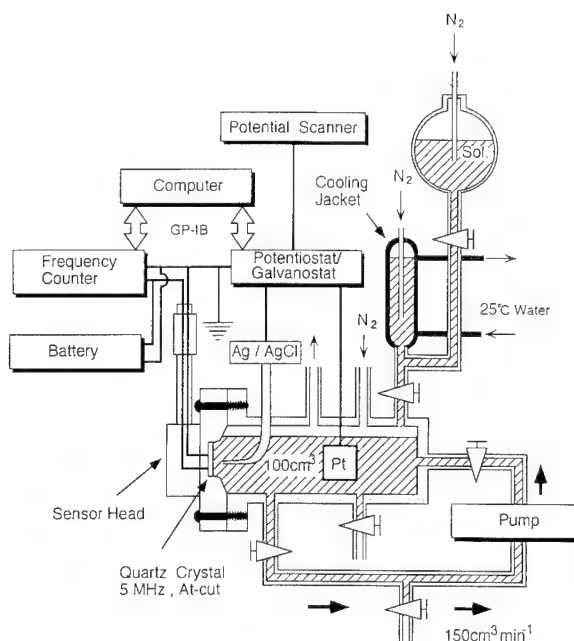 N2
Potential Scanner
Sol.
N2
Cooling
Jacket
Computer
GP-IB
Frequency
Counter
Potentiostat/
Galvanostat
25℃ Water
N2
Battery
Ag / AgCl
100cm³
Pt
Sensor Head
Pump
Quartz Crystal
5 MHz , At-cut
150cm³ min⁻¹